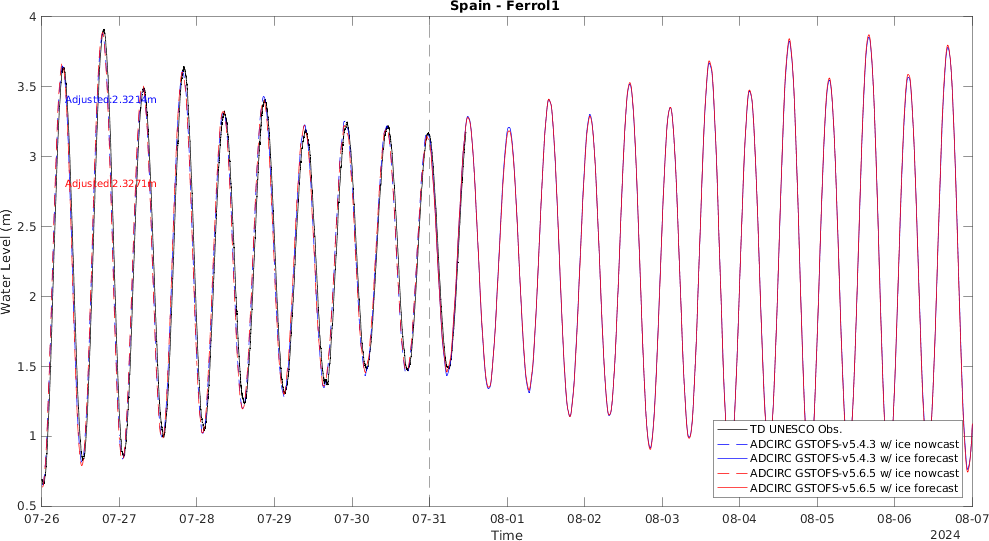 Spain - Ferrol1
4
3.5
3
2.5
2
1.5
1
0.5
Water Level (m)
Adjusted:2.3214m
Adjusted:2.3271m
TD UNESCO Obs.
ADCIRC GSTOFS-v5.4.3 w/ ice nowcast
ADCIRC GSTOFS-v5.4.3 w/ ice forecast
ADCIRC GSTOFS-v5.6.5 w/ ice nowcast
ADCIRC GSTOFS-v5.6.5 w/ ice forecast
07-26 07-27 07-28 07-29 07-30 07-31 08-01 08-02 08-03 08-04 08-05 08-06 08-07
Time
2024